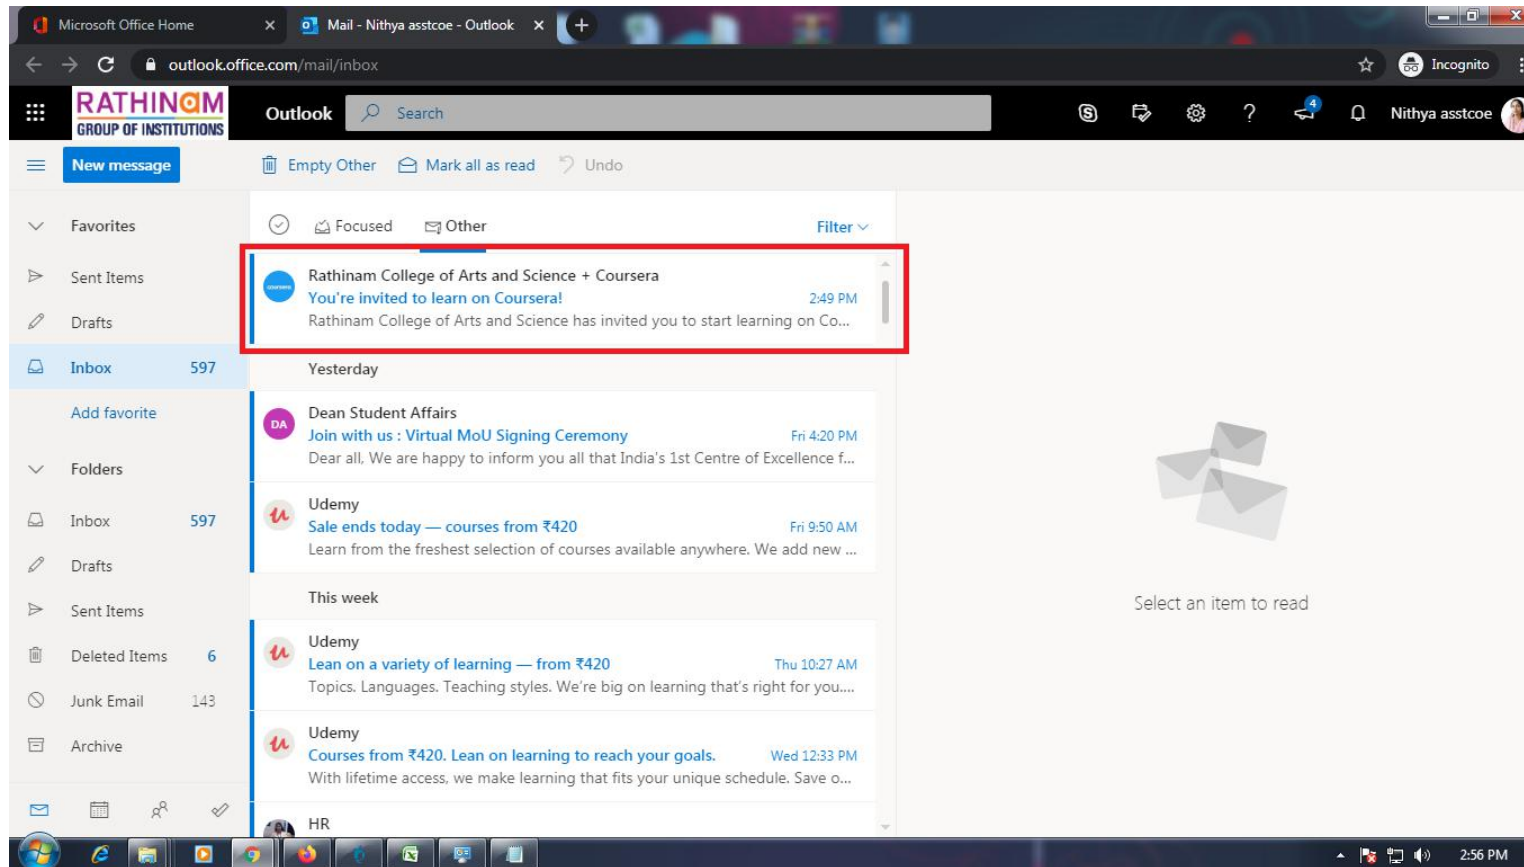 Microsoft Office Home
Mail - Nithya asstcoe - Outlook
outlook.office.com/mail/inbox
Incognito
RATHINAM
GROUP OF INSTITUTIONS
Outlook
Search
4
Nithya asstcoe
New message
Empty Other
Mark all as read
Undo
Favorites
Sent Items
Drafts
Inbox 597
Add favorite
Folders
Inbox 597
Drafts
Sent Items
Deleted Items 6
Junk Email 143
Archive
Focused
Other
Filter
Rathinam College of Arts and Science + Coursera
You're invited to learn on Coursera! 2:49 PM
Rathinam College of Arts and Science has invited you to start learning on Co...
Yesterday
DA
Dean Student Affairs
Join with us : Virtual MoU Signing Ceremony Fri 4:20 PM
Dear all, We are happy to inform you all that India's 1st Centre of Excellence f...
Udemy
Sale ends today — courses from ₹420 Fri 9:50 AM
Learn from the freshest selection of courses available anywhere. We add new ...
This week
Udemy
Lean on a variety of learning — from ₹420 Thu 10:27 AM
Topics. Languages. Teaching styles. We're big on learning that's right for you....
Udemy
Courses from ₹420. Lean on learning to reach your goals. Wed 12:33 PM
With lifetime access, we make learning that fits your unique schedule. Save o...
HR
Select an item to read
2:56 PM